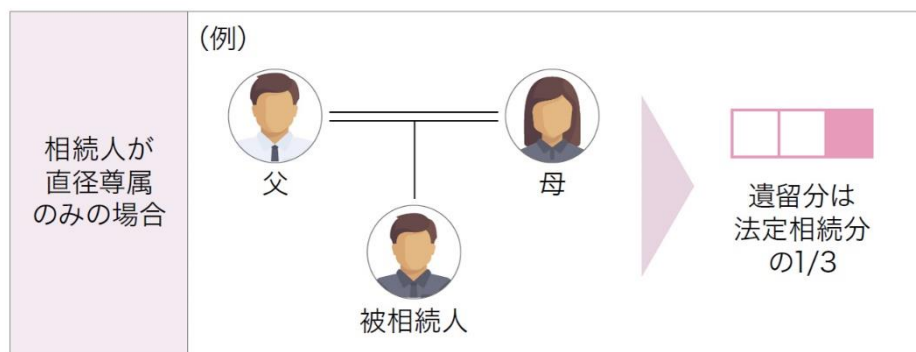 相続人が
直径尊属
のみの場合
（例）
父
母
被相続人
遺留分は
法定相続分
の1/3